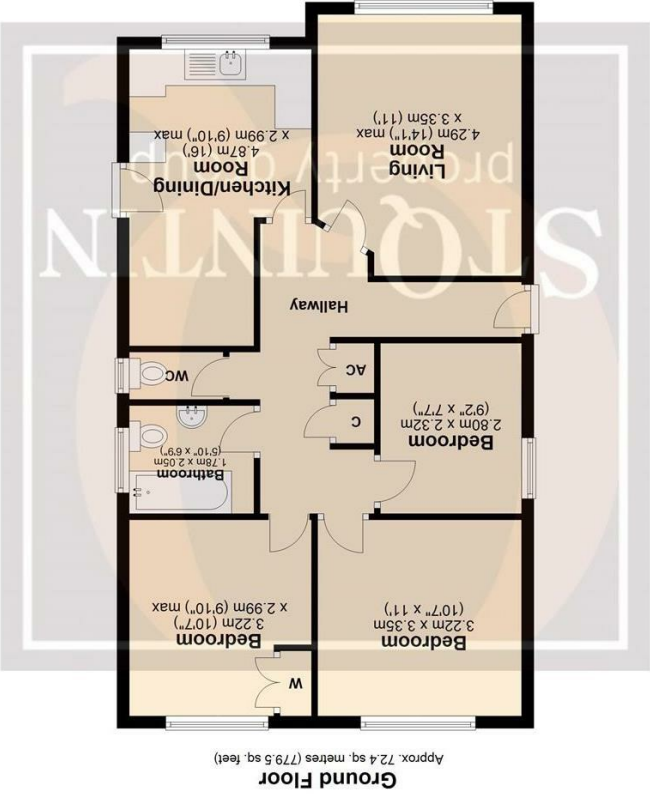 Ground Floor
Approx. 72.4 sq. metres (779.5 sq. feet)
Bedroom
3.22m x 3.35m
(10'7" x 11')
W
Bedroom
3.22m (10'7")
x 2.99m (9'10") max
Bedroom
2.80m x 2.32m
(9'2" x 7'7")
C
Bathroom
1.78m x 2.05m
(5'10" x 6'9")
AC
WC
Hallway
STQUINTIN
property group
Living
Room
4.29m (14'1") max
x 3.35m (11')
Kitchen/Dining
Room
4.87m (16')
x 2.99m (9'10") max